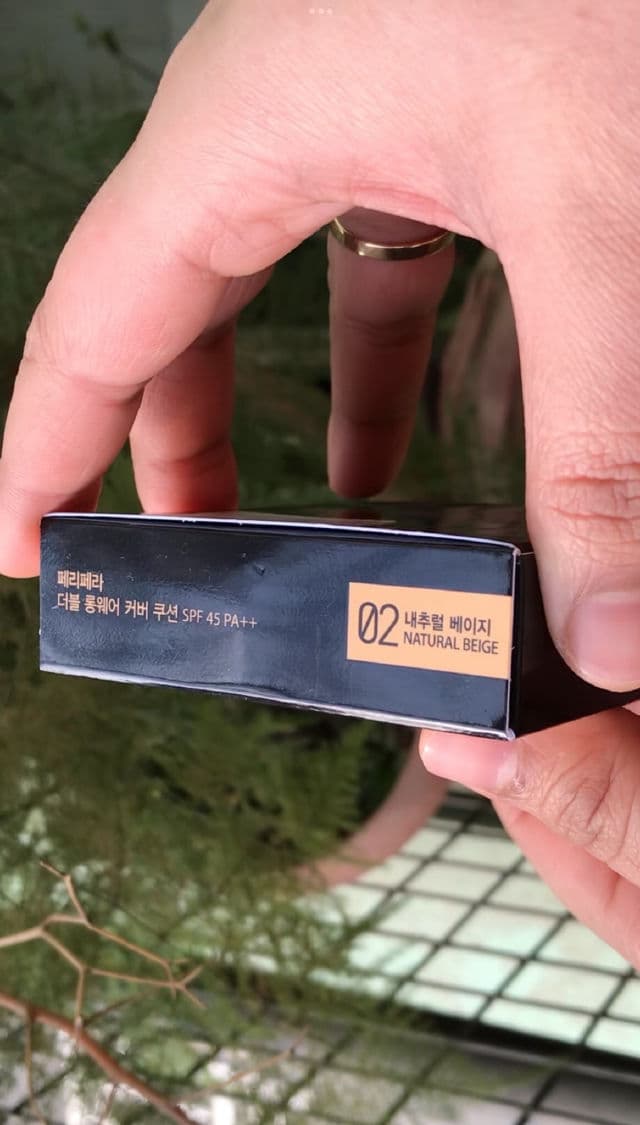 페리페라
더블 롱웨어 커버 쿠션 SPF 45 PA++
02 내추럴 베이지
NATURAL BEIGE